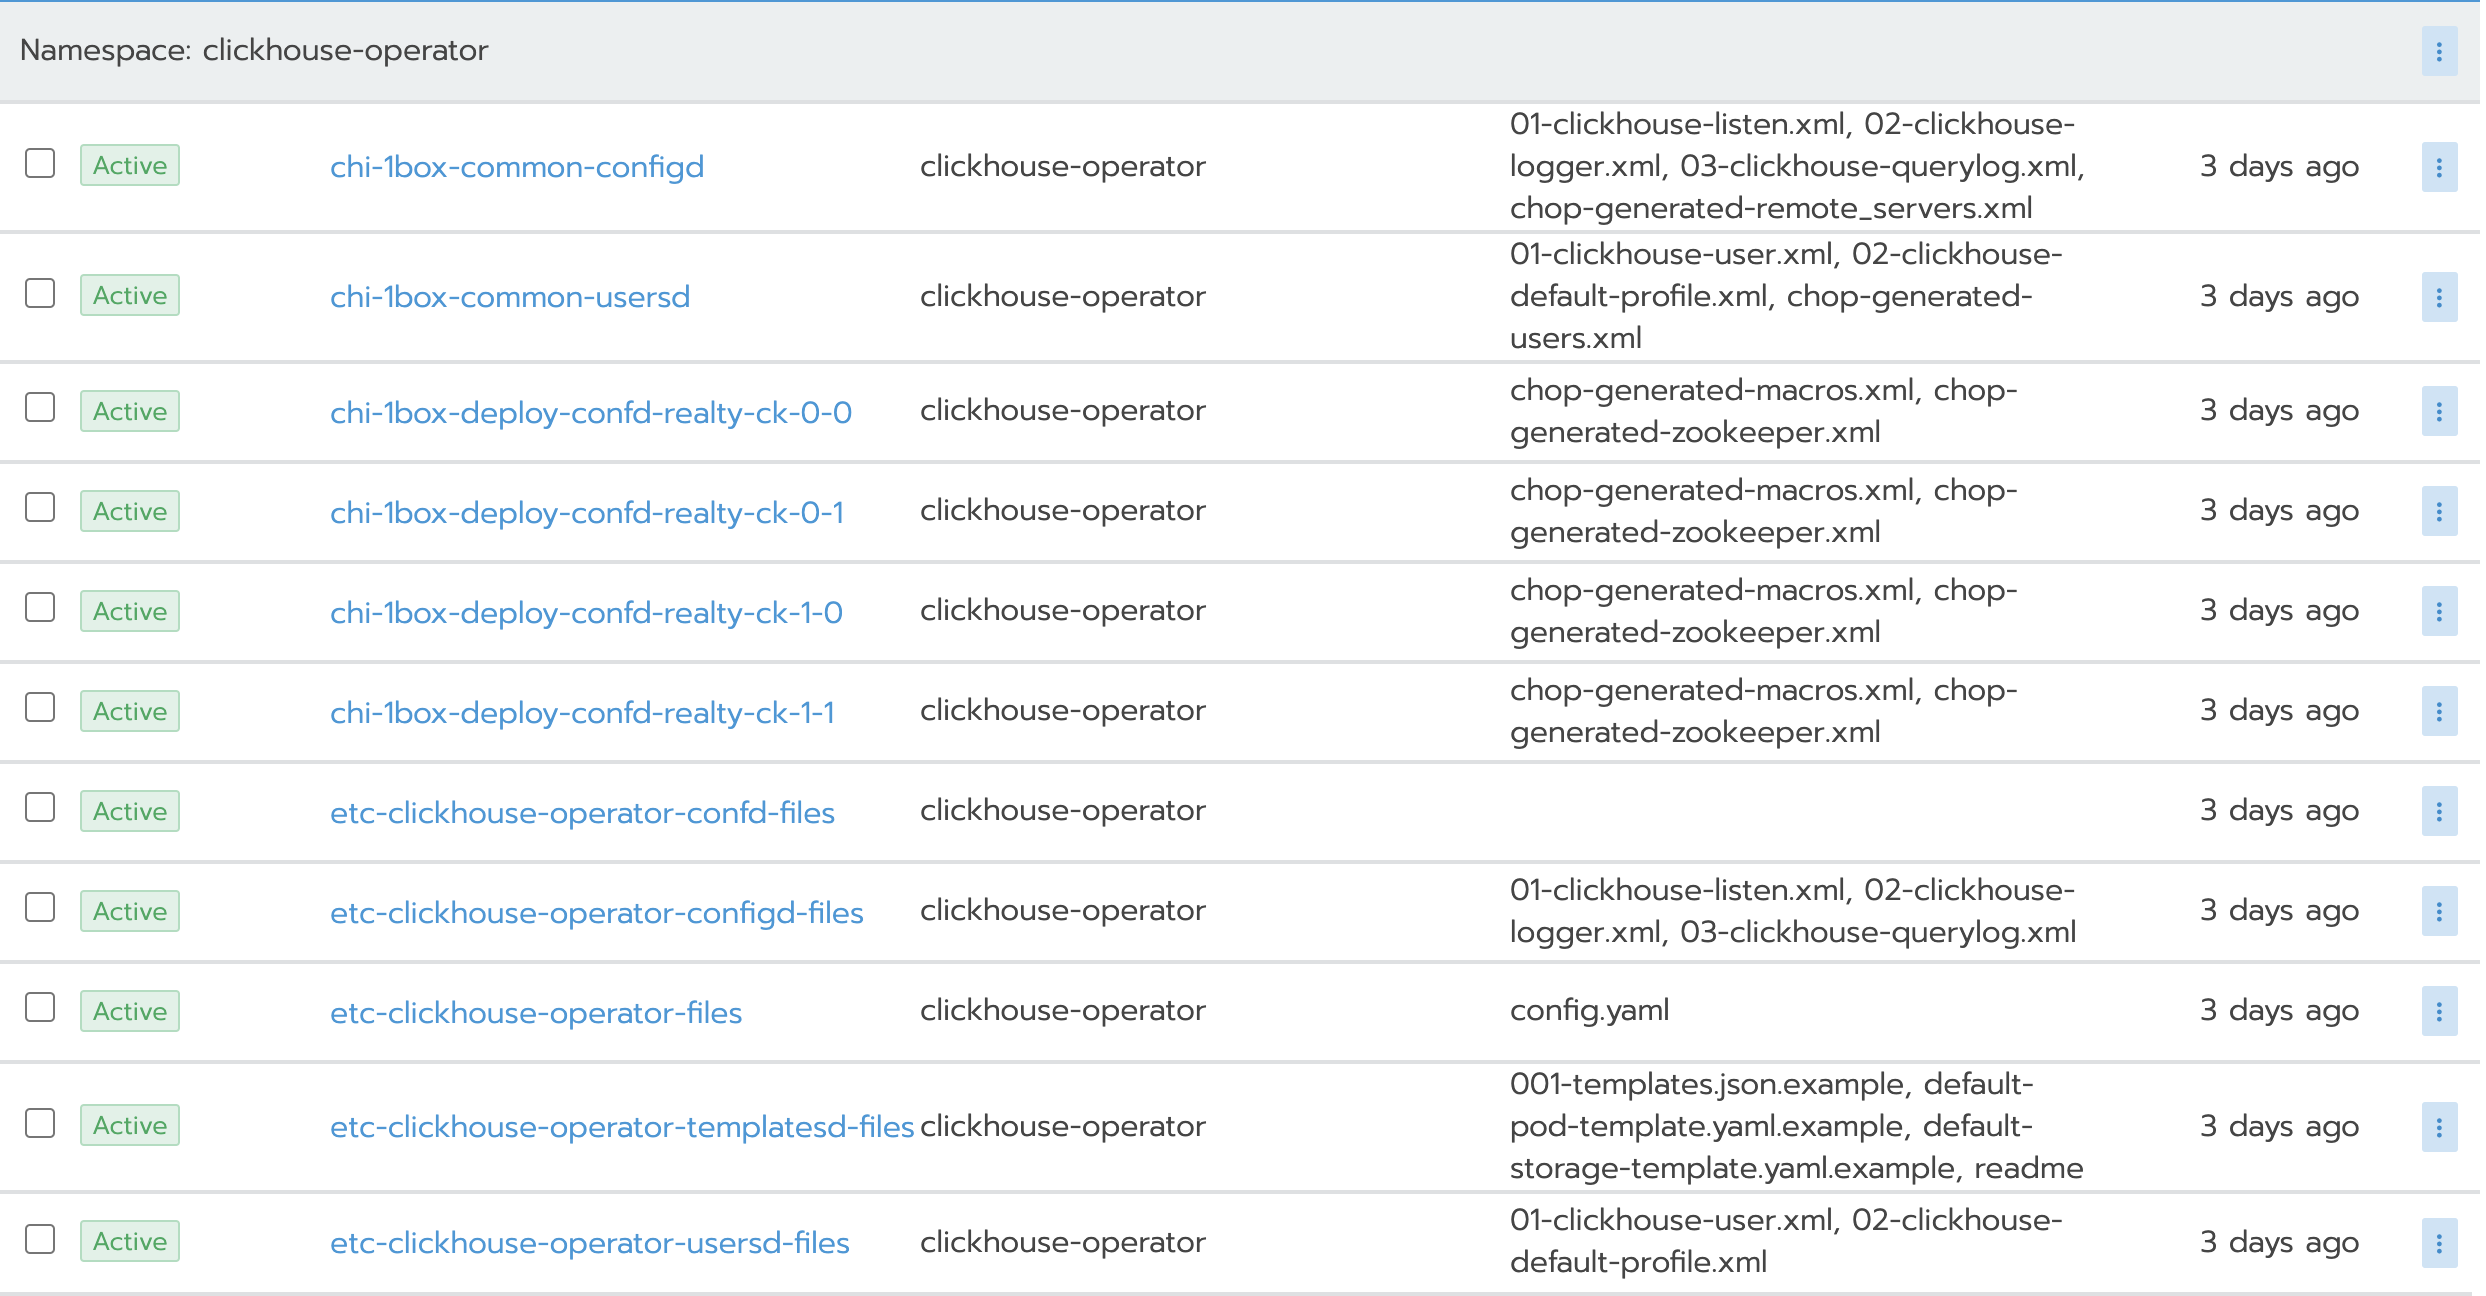 Namespace: clickhouse-operator
Active chi-1box-common-configd clickhouse-operator 01-clickhouse-listen.xml, 02-clickhouse-
logger.xml, 03-clickhouse-querylog.xml,
chop-generated-remote_servers.xml 3 days ago
Active chi-1box-common-usersd clickhouse-operator 01-clickhouse-user.xml, 02-clickhouse-
default-profile.xml, chop-generated-
users.xml 3 days ago
Active chi-1box-deploy-confd-realty-ck-0-0 clickhouse-operator chop-generated-macros.xml, chop-
generated-zookeeper.xml 3 days ago
Active chi-1box-deploy-confd-realty-ck-0-1 clickhouse-operator chop-generated-macros.xml, chop-
generated-zookeeper.xml 3 days ago
Active chi-1box-deploy-confd-realty-ck-1-0 clickhouse-operator chop-generated-macros.xml, chop-
generated-zookeeper.xml 3 days ago
Active chi-1box-deploy-confd-realty-ck-1-1 clickhouse-operator chop-generated-macros.xml, chop-
generated-zookeeper.xml 3 days ago
Active etc-clickhouse-operator-confd-files clickhouse-operator 3 days ago
Active etc-clickhouse-operator-configd-files clickhouse-operator 01-clickhouse-listen.xml, 02-clickhouse-
logger.xml, 03-clickhouse-querylog.xml 3 days ago
Active etc-clickhouse-operator-files clickhouse-operator config.yaml 3 days ago
Active etc-clickhouse-operator-templatesd-files clickhouse-operator 001-templates.json.example, default-
pod-template.yaml.example, default-
storage-template.yaml.example, readme 3 days ago
Active etc-clickhouse-operator-usersd-files clickhouse-operator 01-clickhouse-user.xml, 02-clickhouse-
default-profile.xml 3 days ago